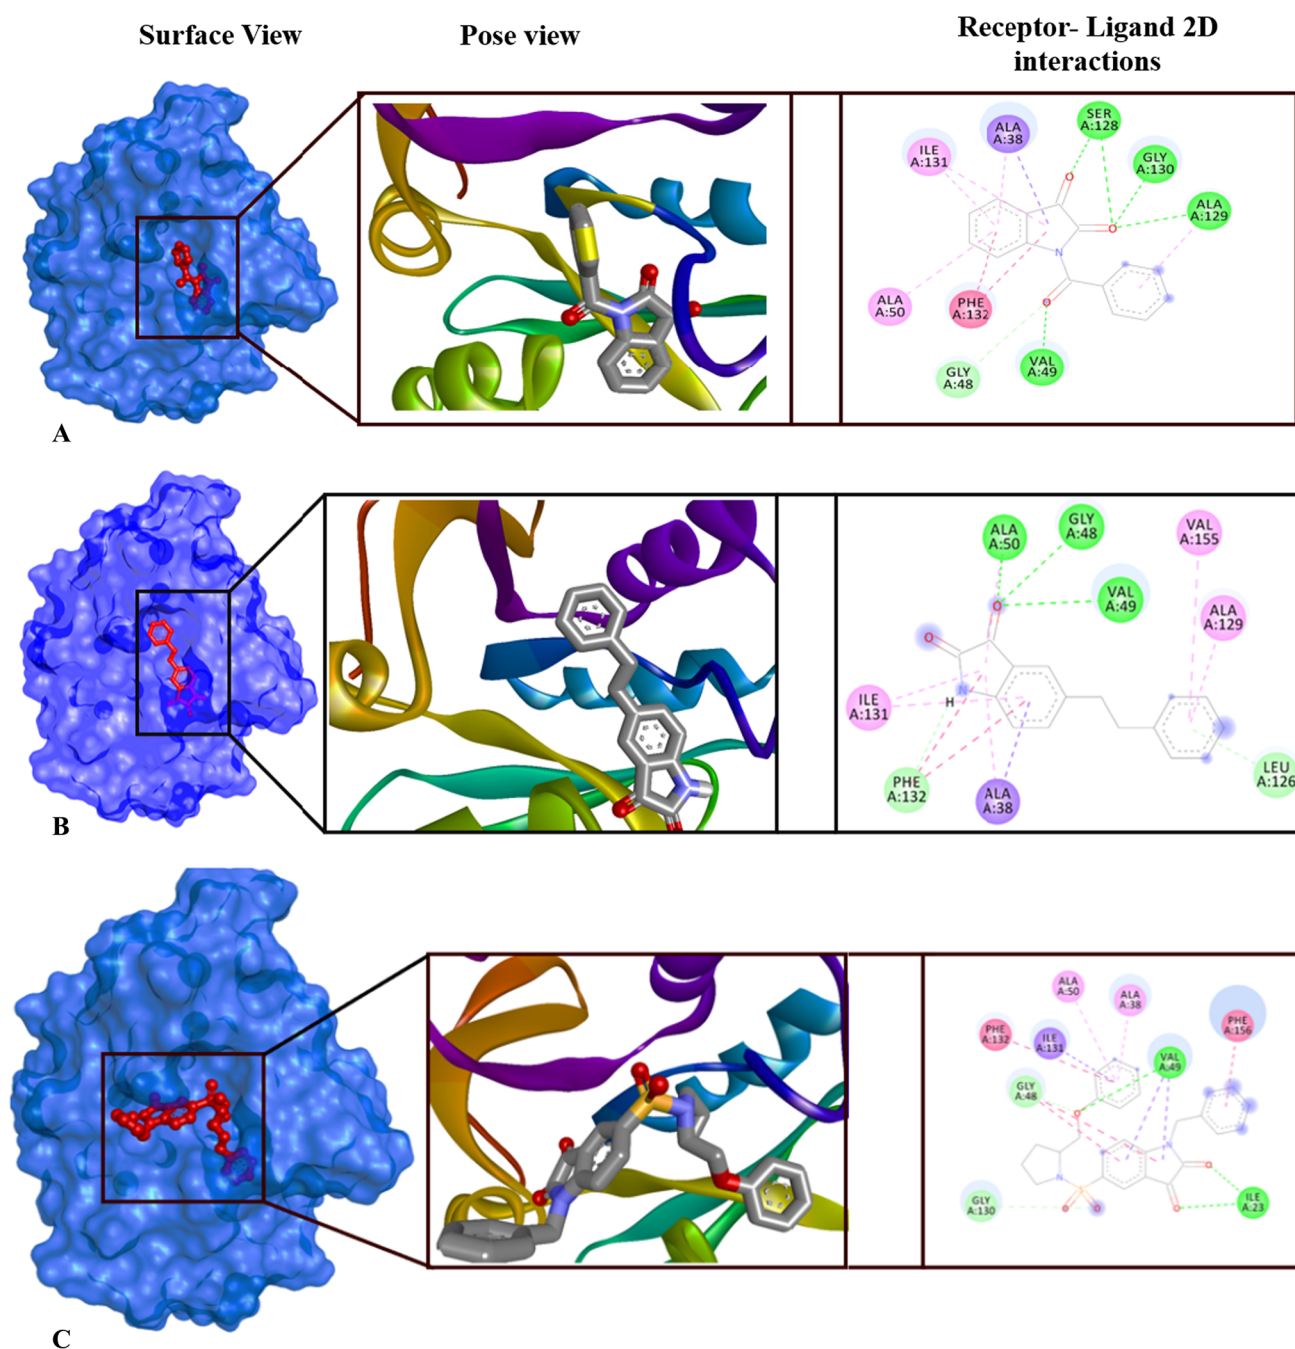 Surface View
Pose view
Receptor- Ligand 2D
interactions
ILE
A:131
ALA
A:38
SER
A:128
GLY
A:130
ALA
A:129
ALA
A:50
PHE
A:132
GLY
A:48
VAL
A:49
O
O
N
O
A
ALA
A:50
GLY
A:48
VAL
A:49
VAL
A:155
ALA
A:129
ILE
A:131
PHE
A:132
ALA
A:38
LEU
A:126
O
O
N
H
B
ALA
A:50
ALA
A:38
PHE
A:156
PHE
A:132
ILE
A:131
VAL
A:49
GLY
A:48
GLY
A:130
ILE
A:23
O
N
N
S
O
O
O
O
C